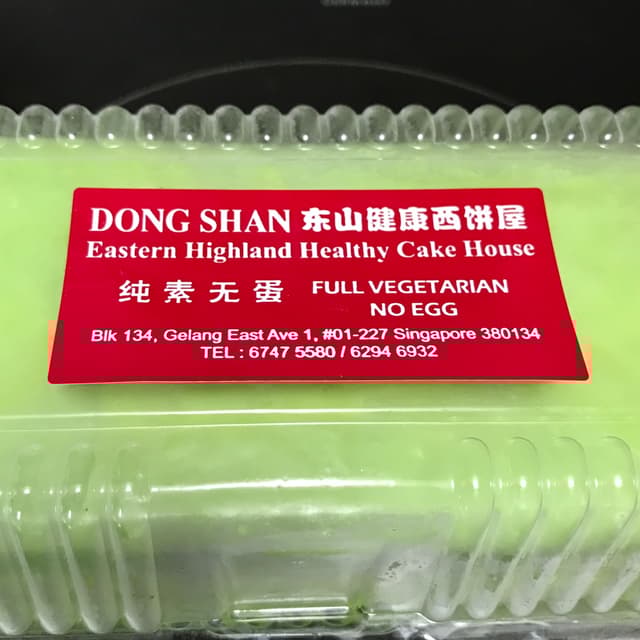 DONG SHAN 东山健康西饼屋
Eastern Highland Healthy Cake House
纯素无蛋 FULL VEGETARIAN
NO EGG
Blk 134, Gelang East Ave 1, #01-227 Singapore 380134
TEL : 6747 5580 / 6294 6932